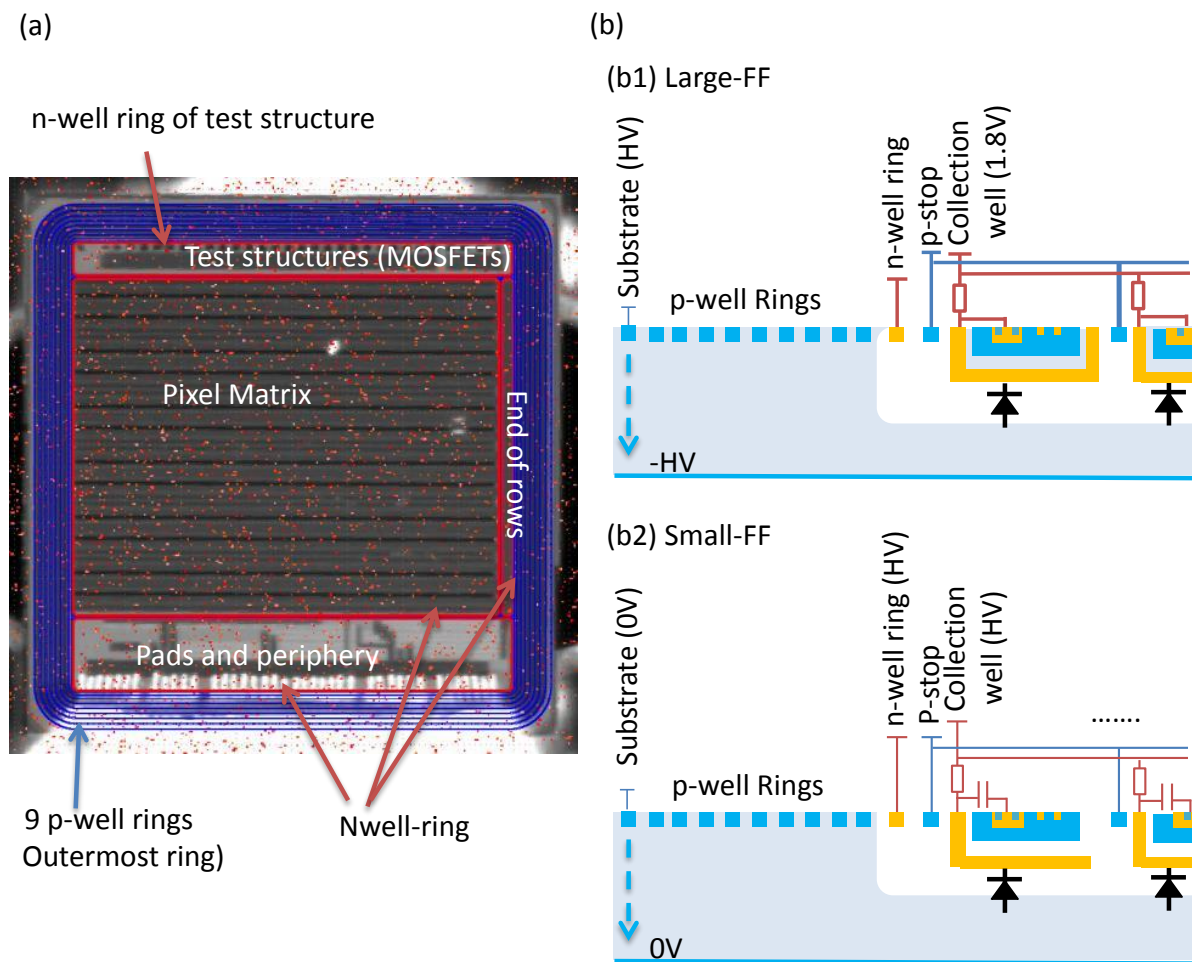 (a)
n-well ring of test structure
Test structures (MOSFETs)
Pixel Matrix
End of rows
Pads and periphery
9 p-well rings
Outermost ring)
Nwell-ring
(b)
(b1) Large-FF
Substrate (HV)
p-well Rings
n-well ring
p-stop
Collection
well (1.8V)
-HV
(b2) Small-FF
Substrate (0V)
p-well Rings
n-well ring (HV)
P-stop
Collection
well (HV)
.......
0V